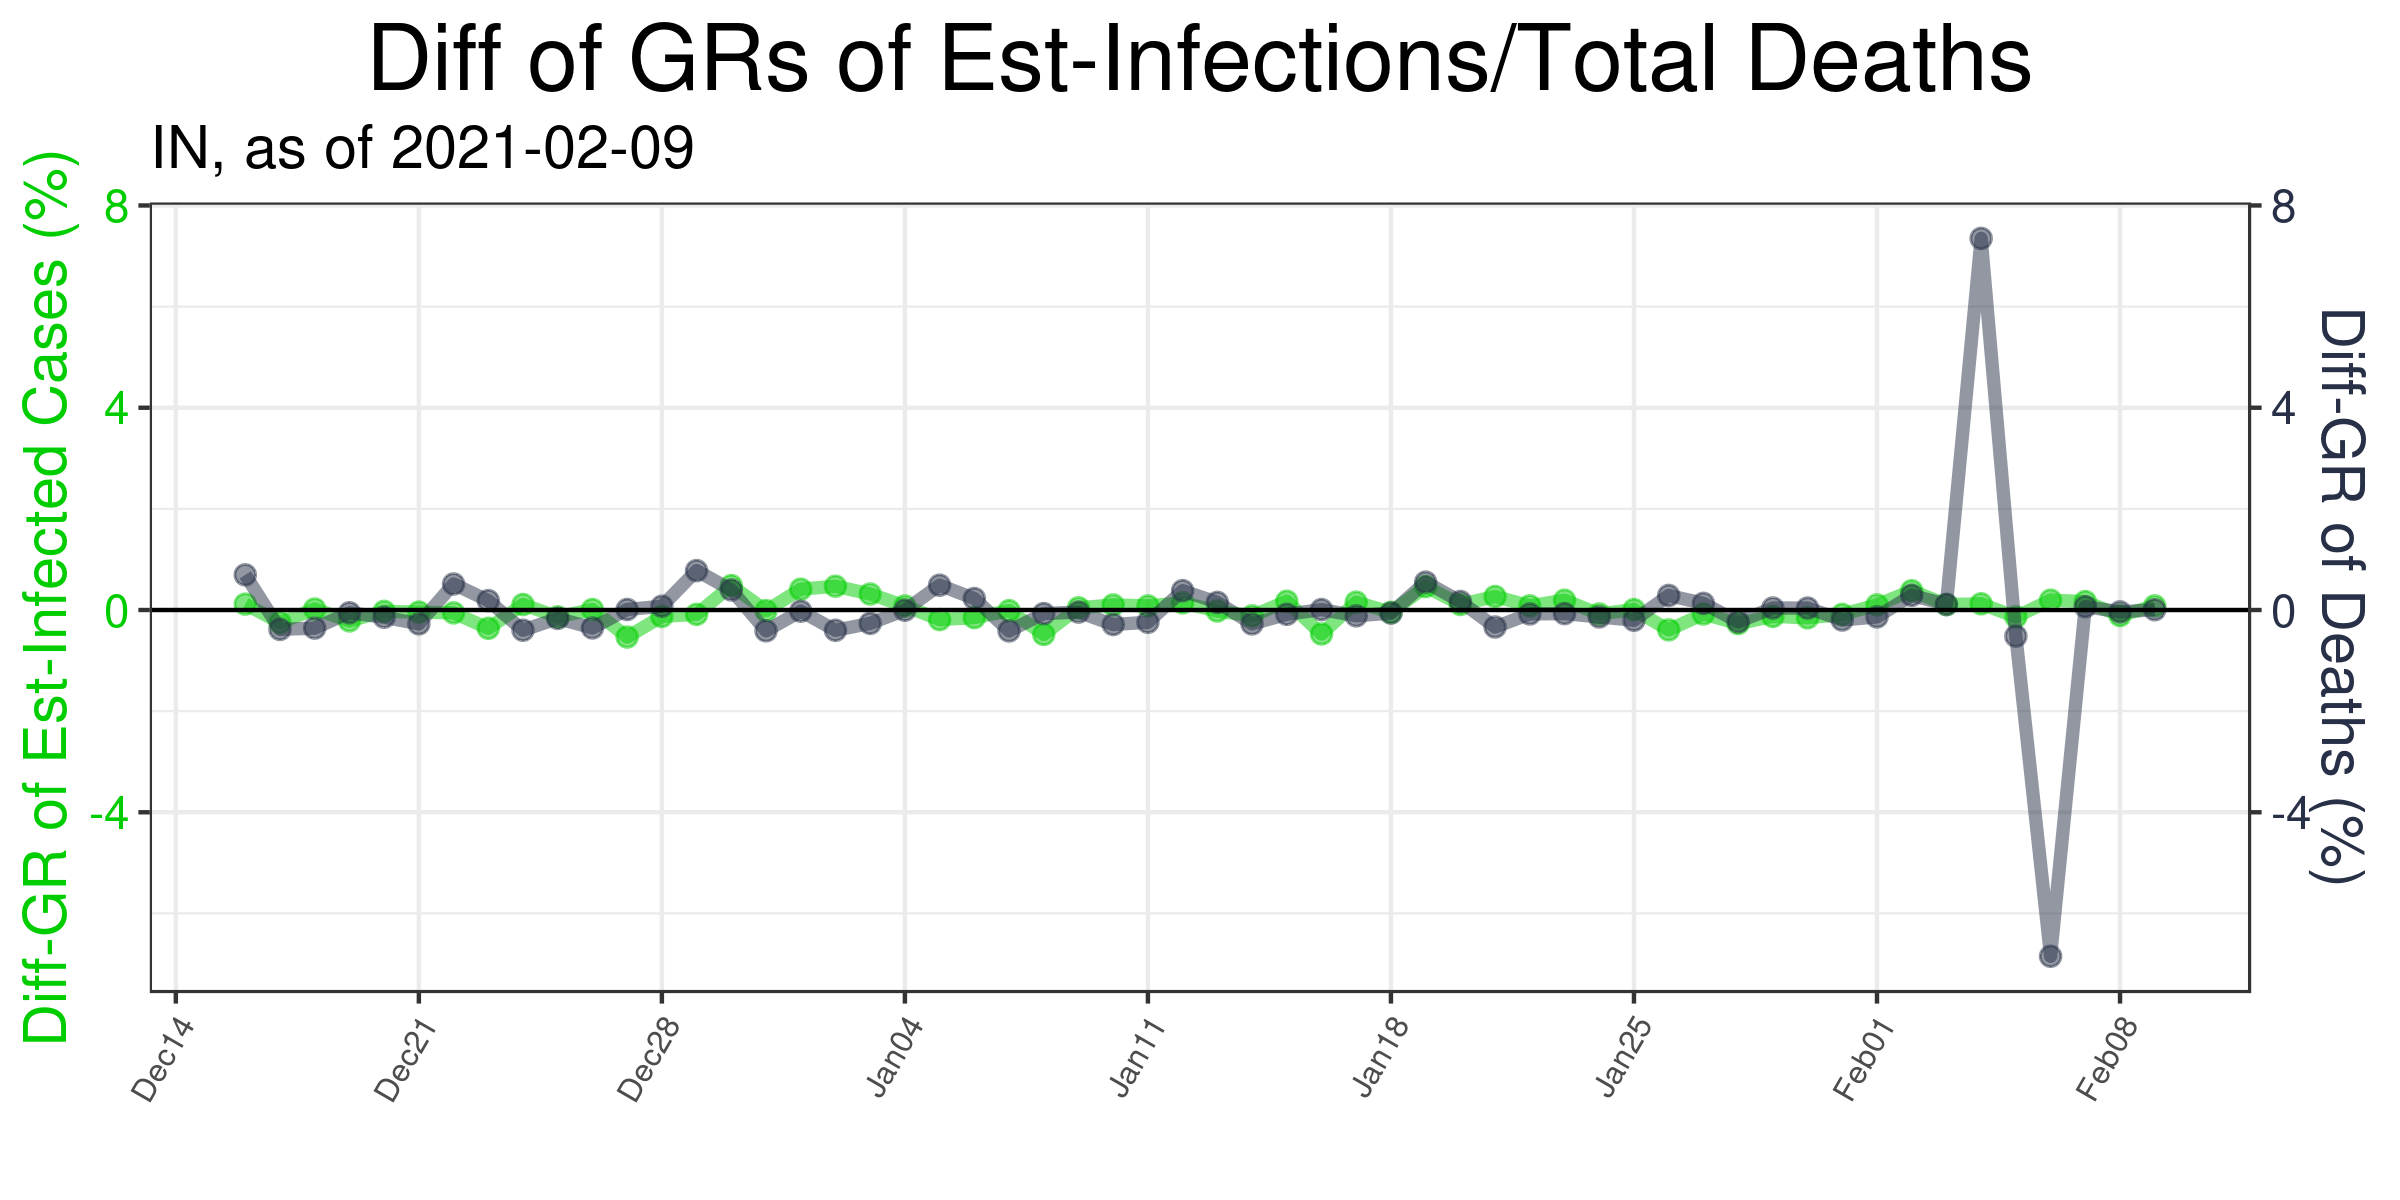 Diff of GRs of Est-Infections/Total Deaths
IN, as of 2021-02-09
Diff-GR of Est-Infected Cases (%)
8
4
0
-4
8
4
0
-4
Diff-GR of Deaths (%)
Dec14
Dec21
Dec28
Jan04
Jan11
Jan18
Jan25
Feb01
Feb08